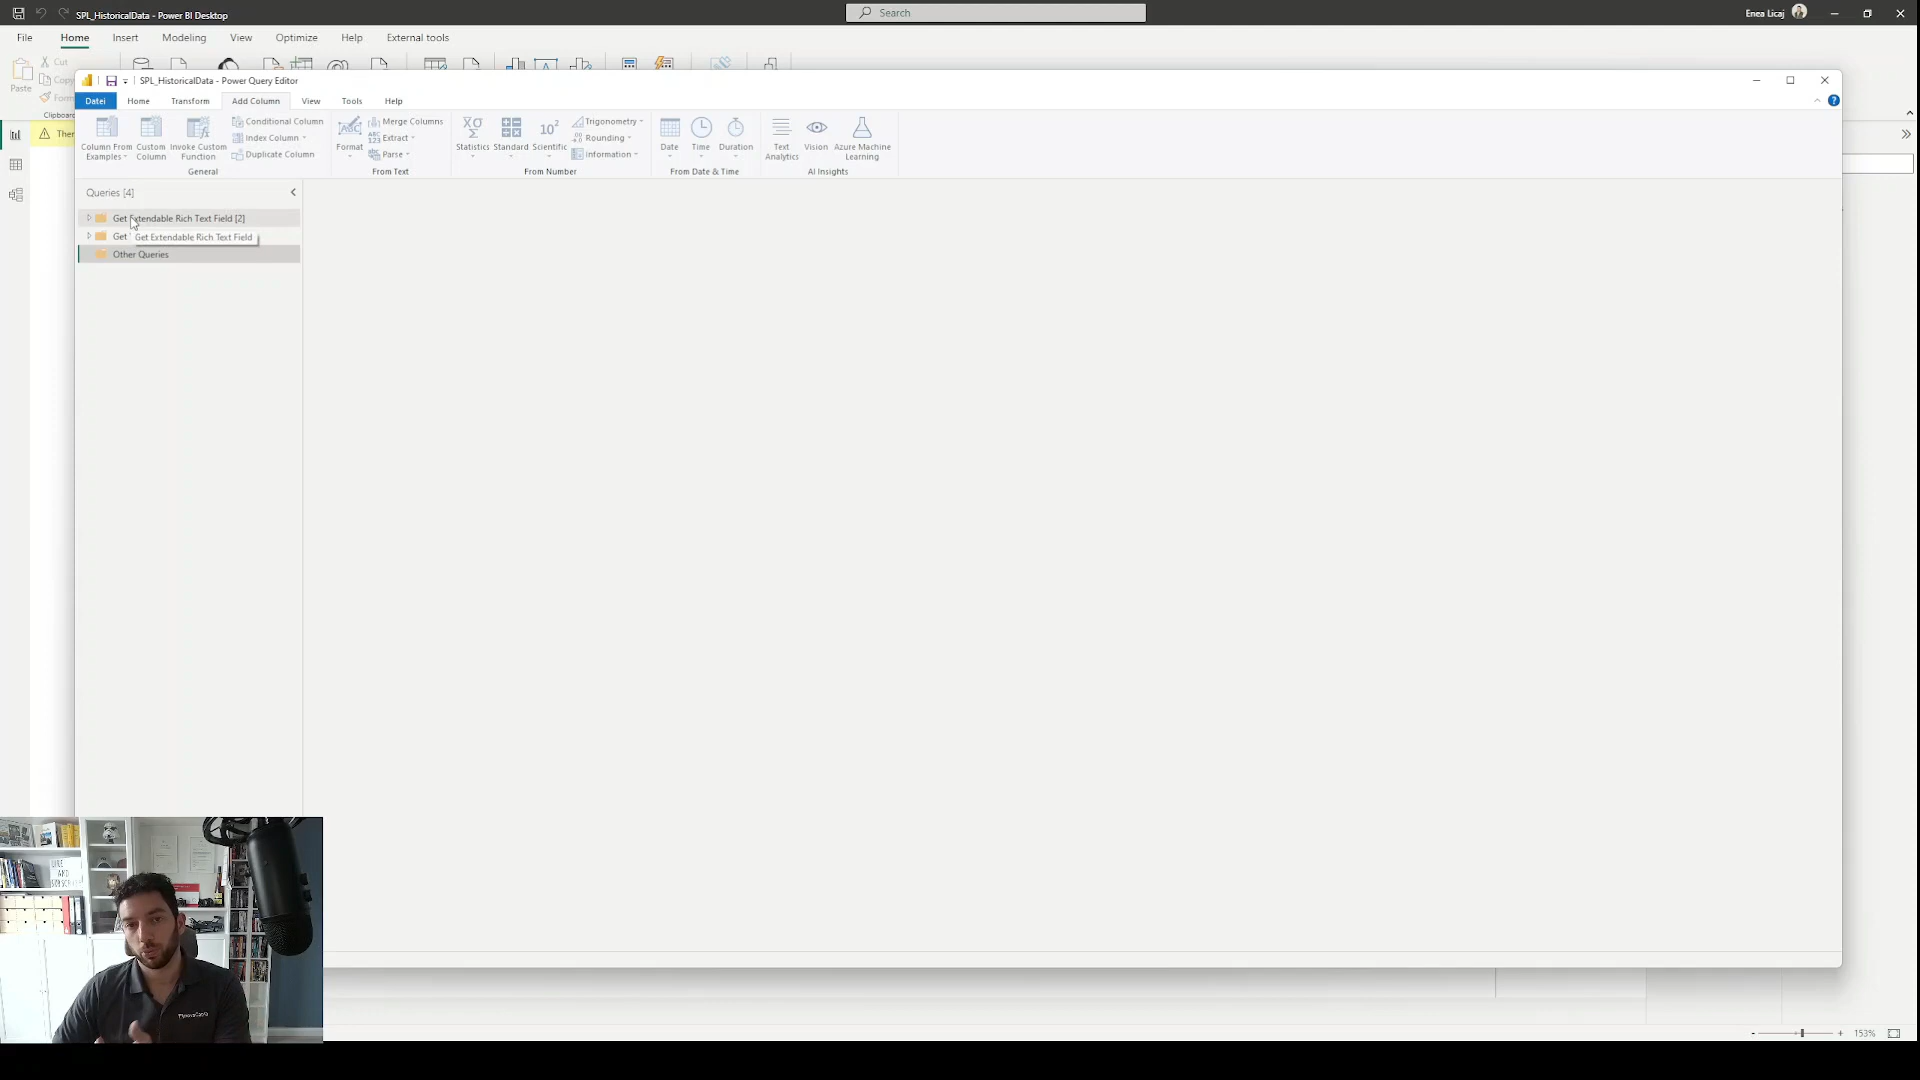 SPL_HistoricalData - Power BI Desktop
Search
Enea Licaj
File Home Insert Modeling View Optimize Help External tools
Paste
Cut
Copy
Form
Clipboard
SPL_HistoricalData - Power Query Editor
Datei Home Transform Add Column View Tools Help
Column From Examples
Custom Column
Invoke Custom Function
Conditional Column
Index Column
Duplicate Column
General
Format
Merge Columns
Extract
Parse
From Text
Statistics
Standard
Scientific
Trigonometry
Rounding
Information
From Number
Date
Time
Duration
From Date & Time
Text Analytics
Vision
Azure Machine Learning
AI Insights
Ther
Queries [4]
Get Extendable Rich Text Field [2]
Get
Get Extendable Rich Text Field
Other Queries
153%